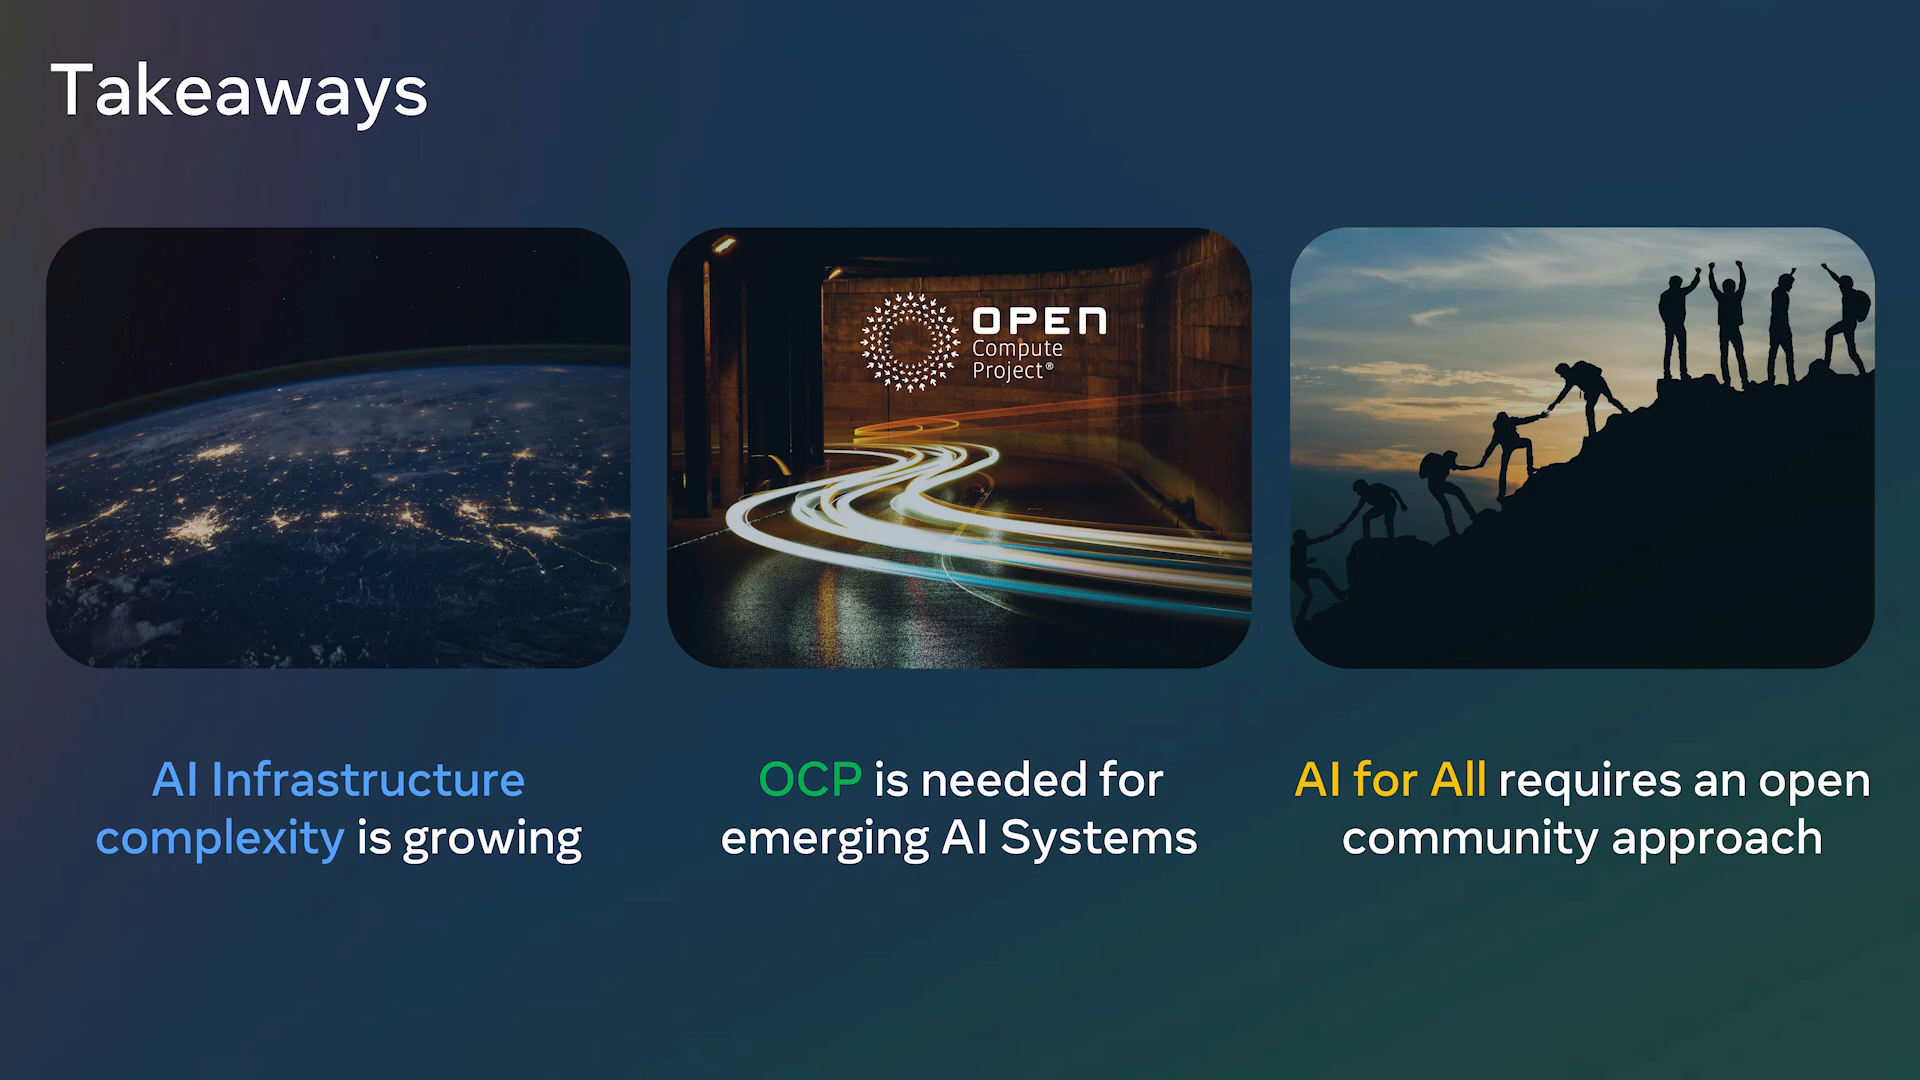 Takeaways
OPEN
Compute
Project®
AI Infrastructure
complexity is growing
OCP is needed for
emerging AI Systems
AI for All requires an open
community approach